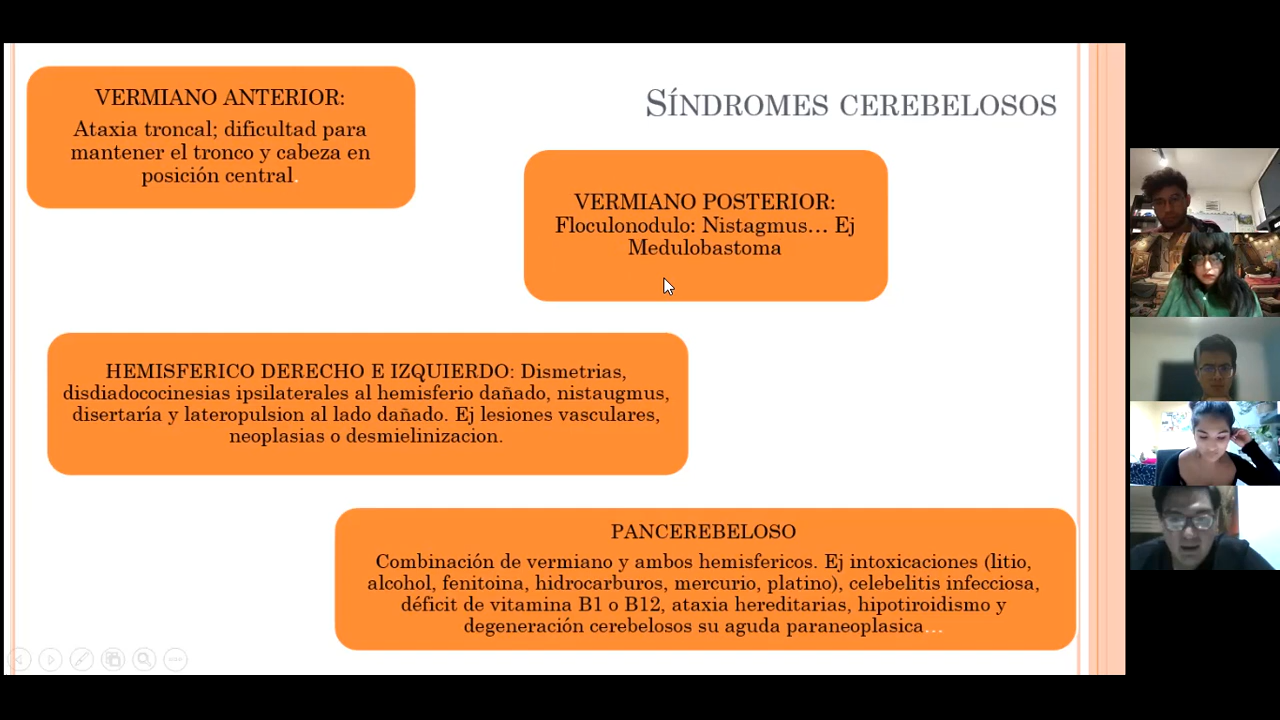 VERMIANO ANTERIOR:
Ataxia troncal; dificultad para
mantener el tronco y cabeza en
posición central.
SÍNDROMES CEREBELOSOS
VERMIANO POSTERIOR:
Floculonodulo: Nistagmus… Ej
Medulobastoma
HEMISFERICO DERECHO E IZQUIERDO: Dismetrias,
disdiadococinesias ipsilaterales al hemisferio dañado, nistaugmus,
disertaría y lateropulsion al lado dañado. Ej lesiones vasculares,
neoplasias o desmielinizacion.
PANCEREBELOSO
Combinación de vermiano y ambos hemisfericos. Ej intoxicaciones (litio,
alcohol, fenitoina, hidrocarburos, mercurio, platino), celebelitis infecciosa,
déficit de vitamina B1 o B12, ataxia hereditarias, hipotiroidismo y
degeneración cerebelosos su aguda paraneoplasica…